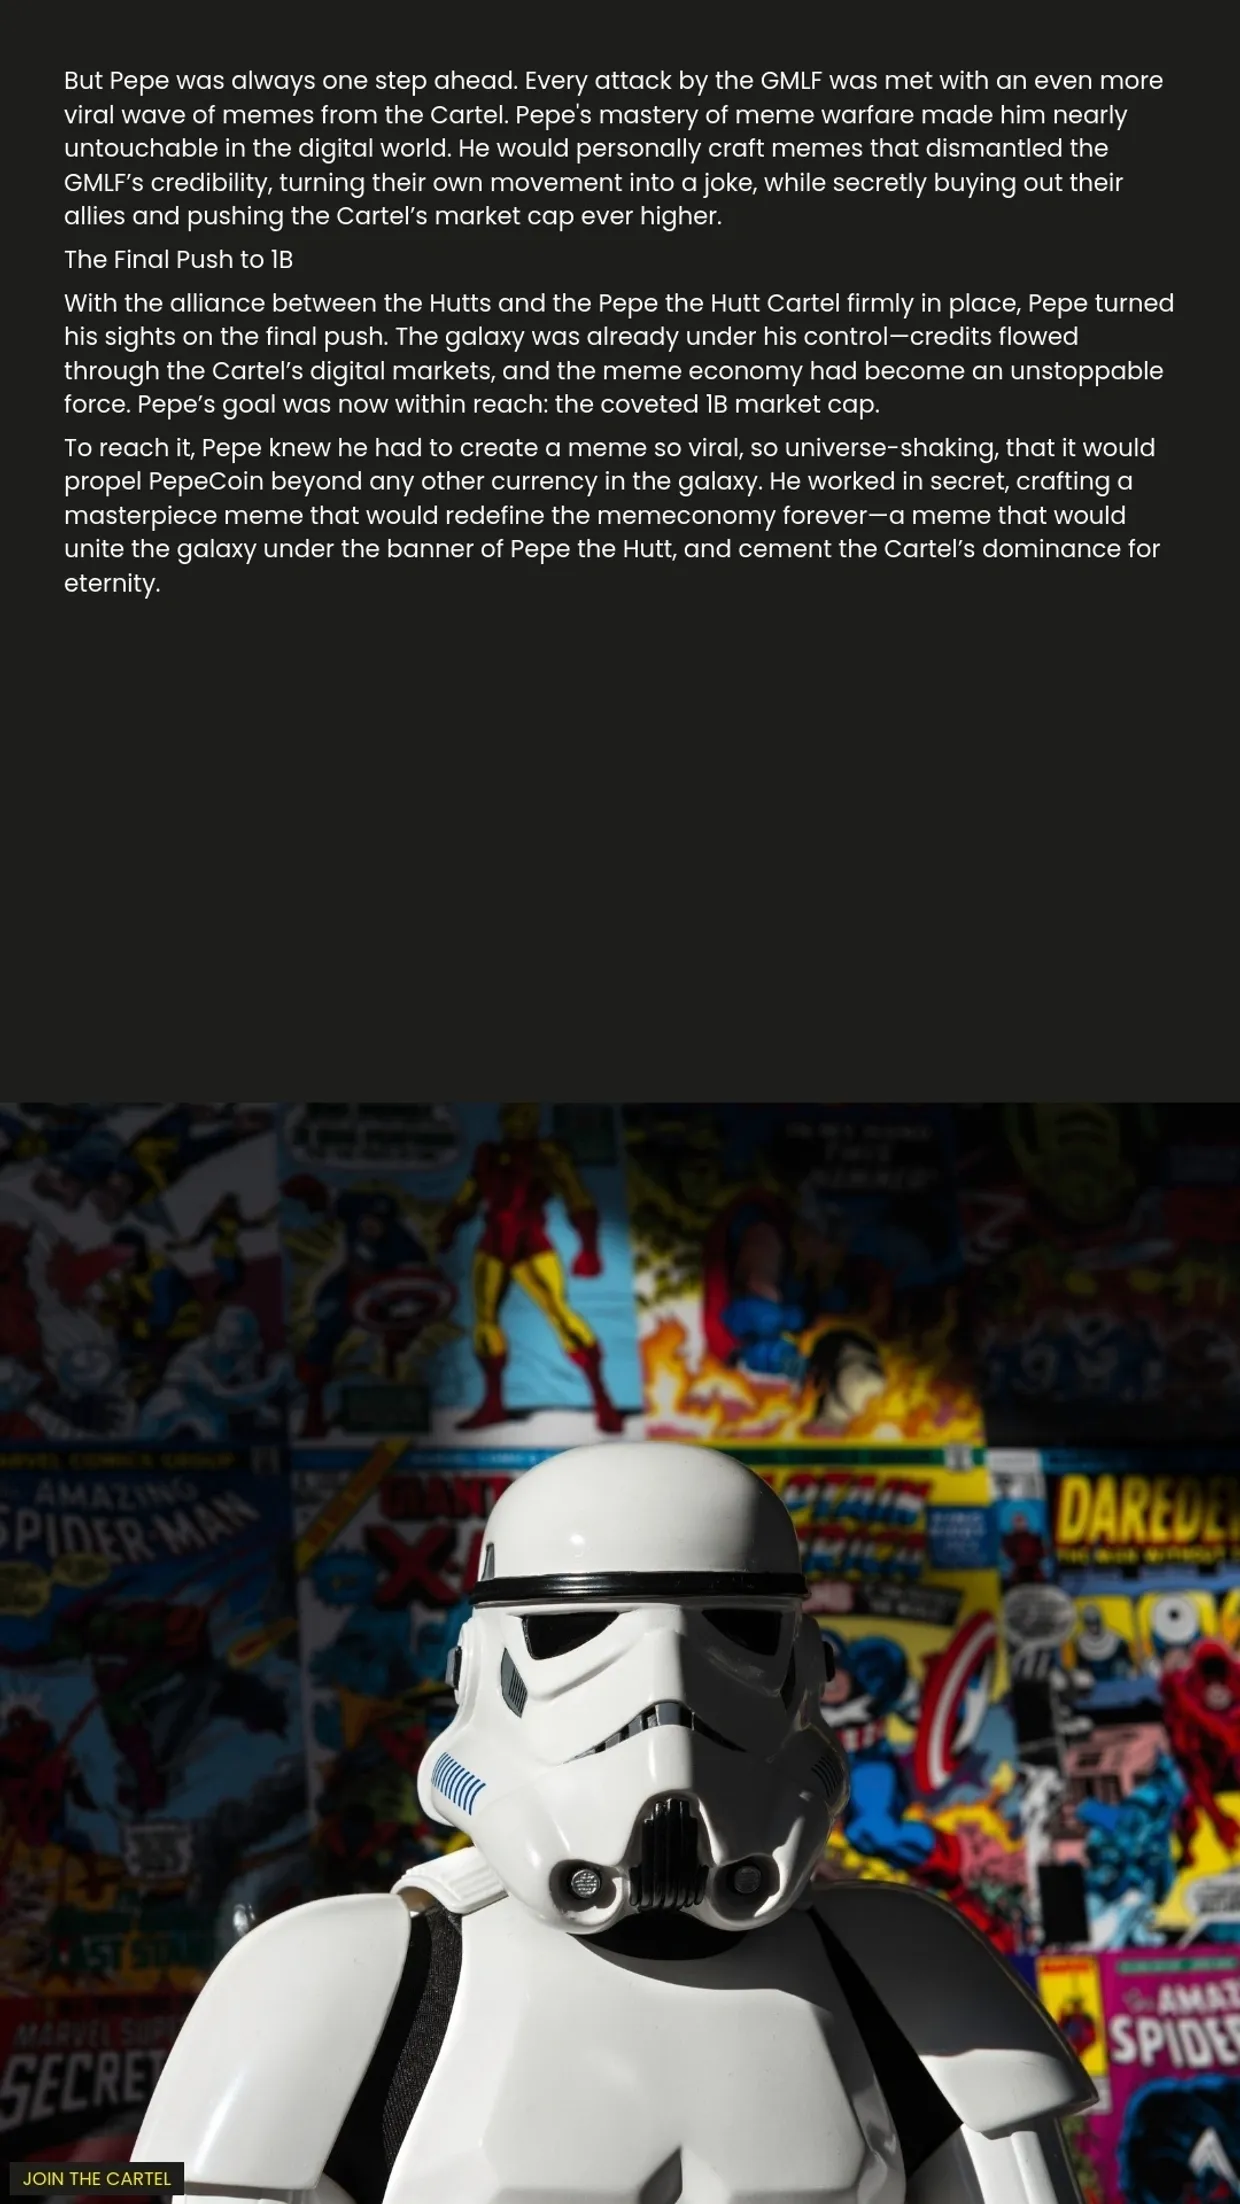 But Pepe was always one step ahead. Every attack by the GMLF was met with an even more
viral wave of memes from the Cartel. Pepe's mastery of meme warfare made him nearly
untouchable in the digital world. He would personally craft memes that dismantled the
GMLF’s credibility, turning their own movement into a joke, while secretly buying out their
allies and pushing the Cartel’s market cap ever higher.
The Final Push to 1B
With the alliance between the Hutts and the Pepe the Hutt Cartel firmly in place, Pepe turned
his sights on the final push. The galaxy was already under his control—credits flowed
through the Cartel’s digital markets, and the meme economy had become an unstoppable
force. Pepe’s goal was now within reach: the coveted 1B market cap.
To reach it, Pepe knew he had to create a meme so viral, so universe-shaking, that it would
propel PepeCoin beyond any other currency in the galaxy. He worked in secret, crafting a
masterpiece meme that would redefine the memeconomy forever—a meme that would
unite the galaxy under the banner of Pepe the Hutt, and cement the Cartel’s dominance for
eternity.
MARVEL COMICS GROUP
AMAZING
SPIDER-MAN
GIANT
X
DAREDE
THE MAN WITHOUT
AMAZ
SPIDER
MARVEL SUP
SECRET
JOIN THE CARTEL